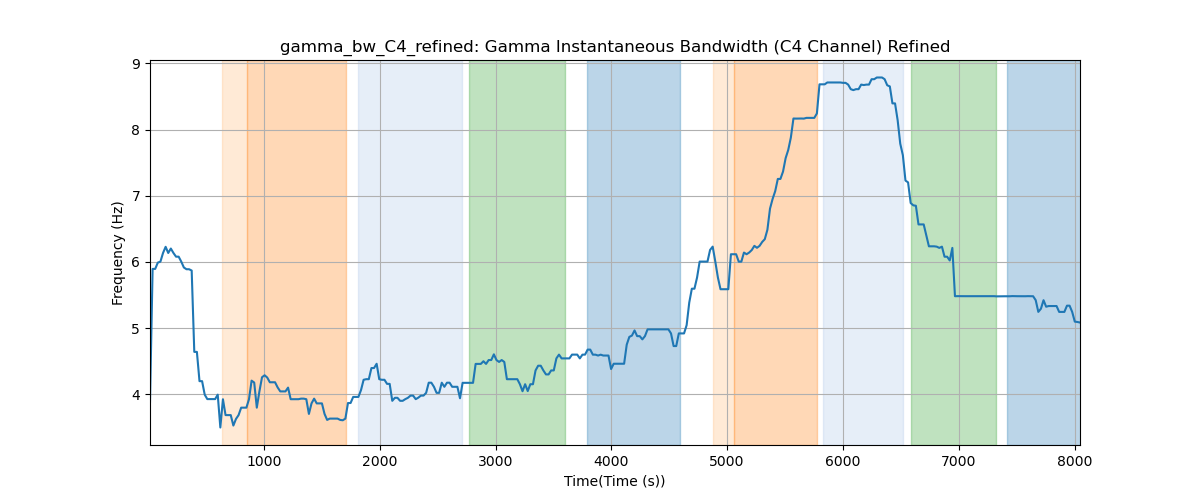 gamma_bw_C4_refined: Gamma Instantaneous Bandwidth (C4 Channel) Refined
9
8
7
6
5
4
Frequency (Hz)
1000 2000 3000 4000 5000 6000 7000 8000
Time(Time (s))